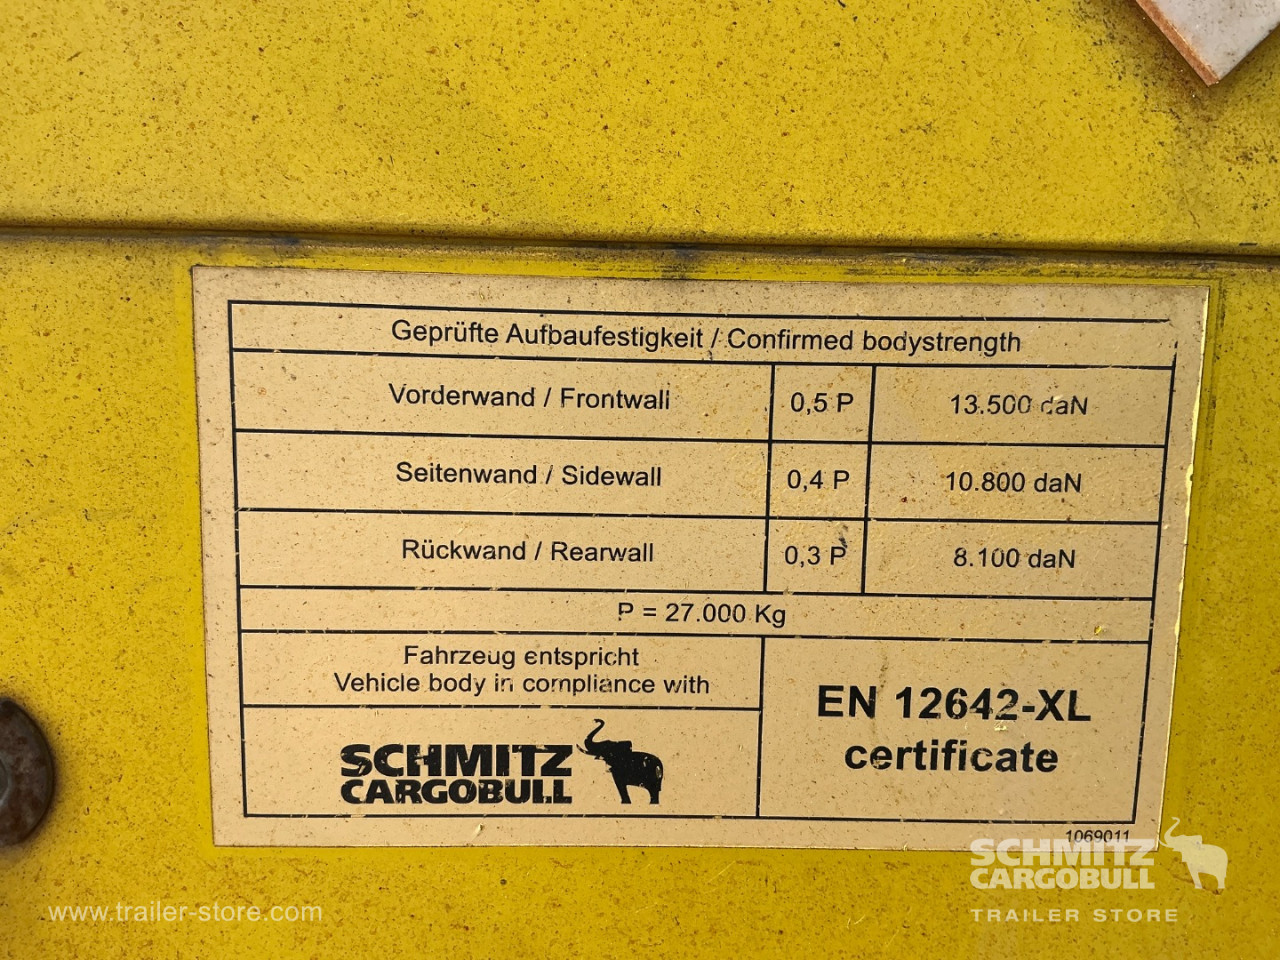 Geprüfte Aufbaufestigkeit / Confirmed bodystrength
Vorderwand / Frontwall 0,5 P 13.500 daN
Seitenwand / Sidewall 0,4 P 10.800 daN
Rückwand / Rearwall 0,3 P 8.100 daN
P = 27.000 Kg
Fahrzeug entspricht
Vehicle body in compliance with
EN 12642-XL
certificate
SCHMITZ
CARGOBULL
1069011
SCHMITZ
CARGOBULL
TRAILER STORE
www.trailer-store.com